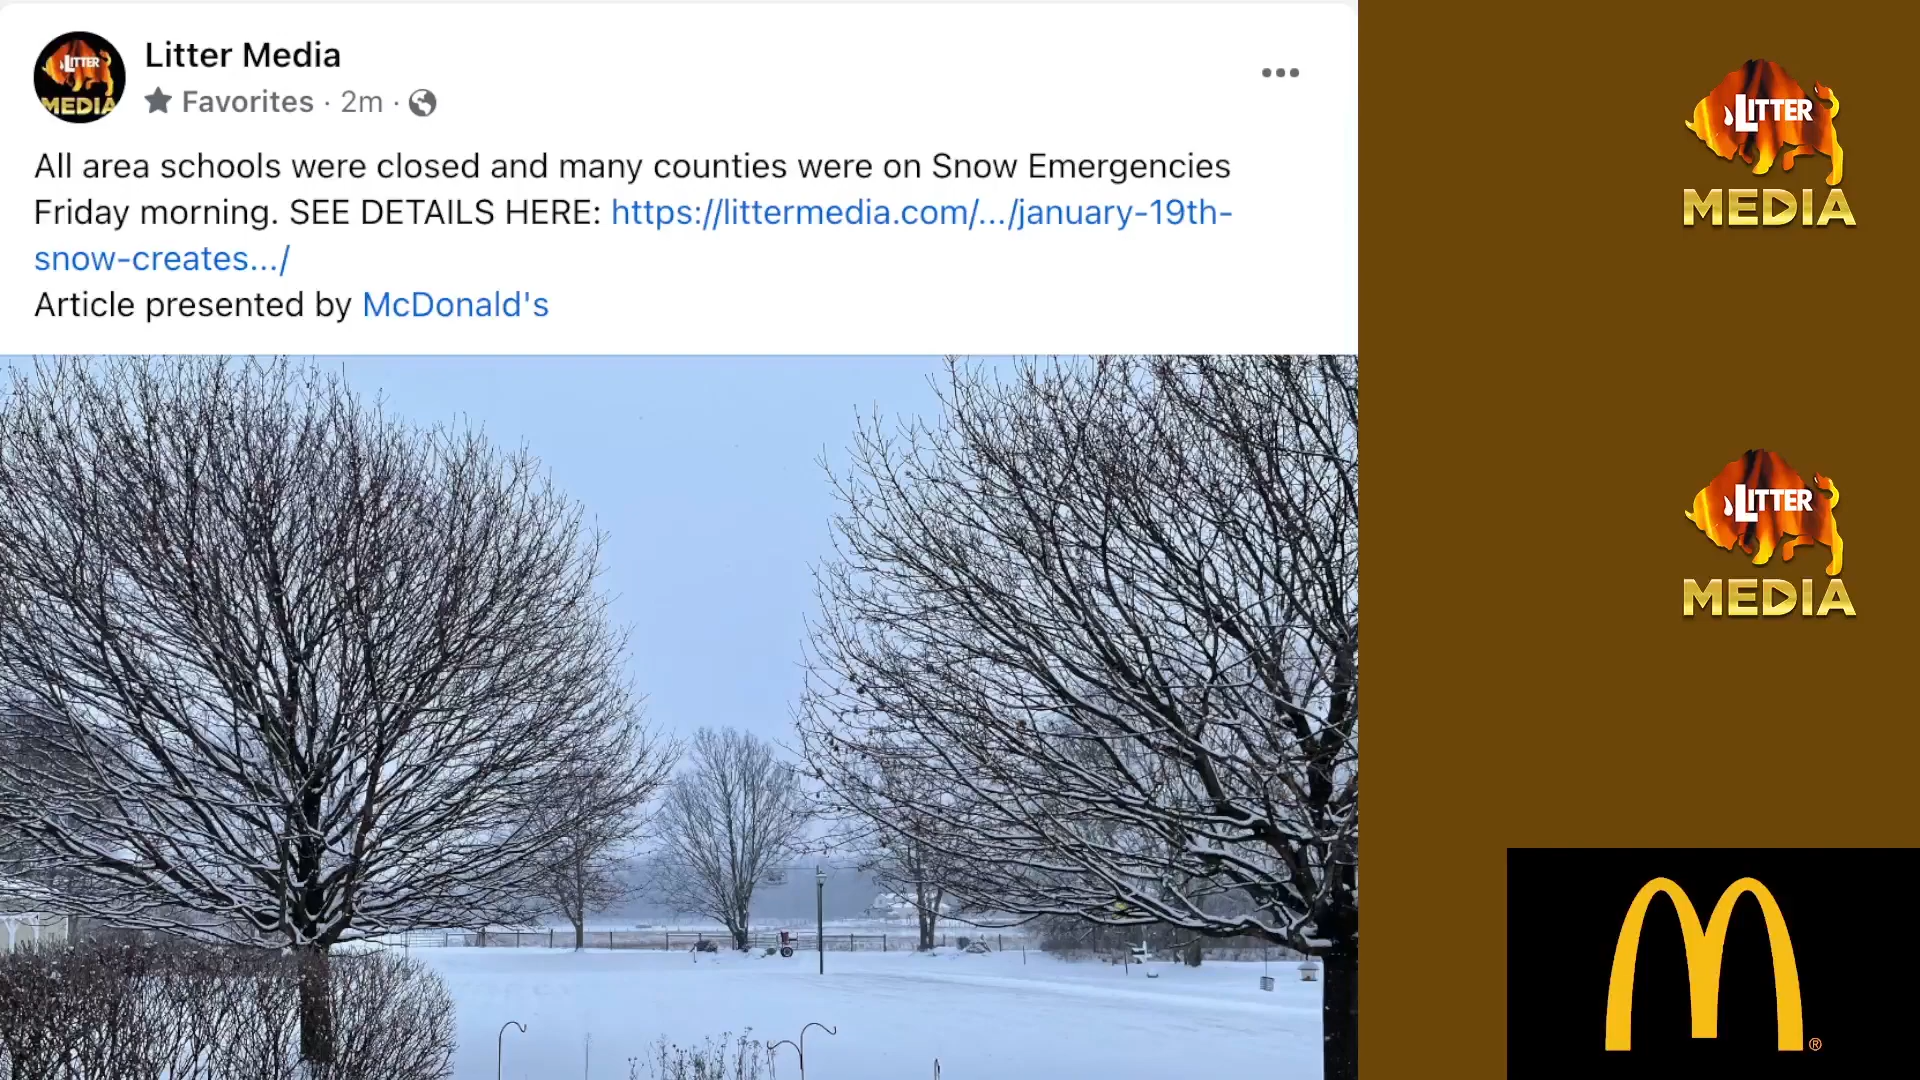 LITTER
MEDIA
Litter Media
Favorites · 2m ·
All area schools were closed and many counties were on Snow Emergencies
Friday morning. SEE DETAILS HERE: https://littermedia.com/.../january-19th-
snow-creates.../
Article presented by McDonald's
LITTER
MEDIA
LITTER
MEDIA
M
®